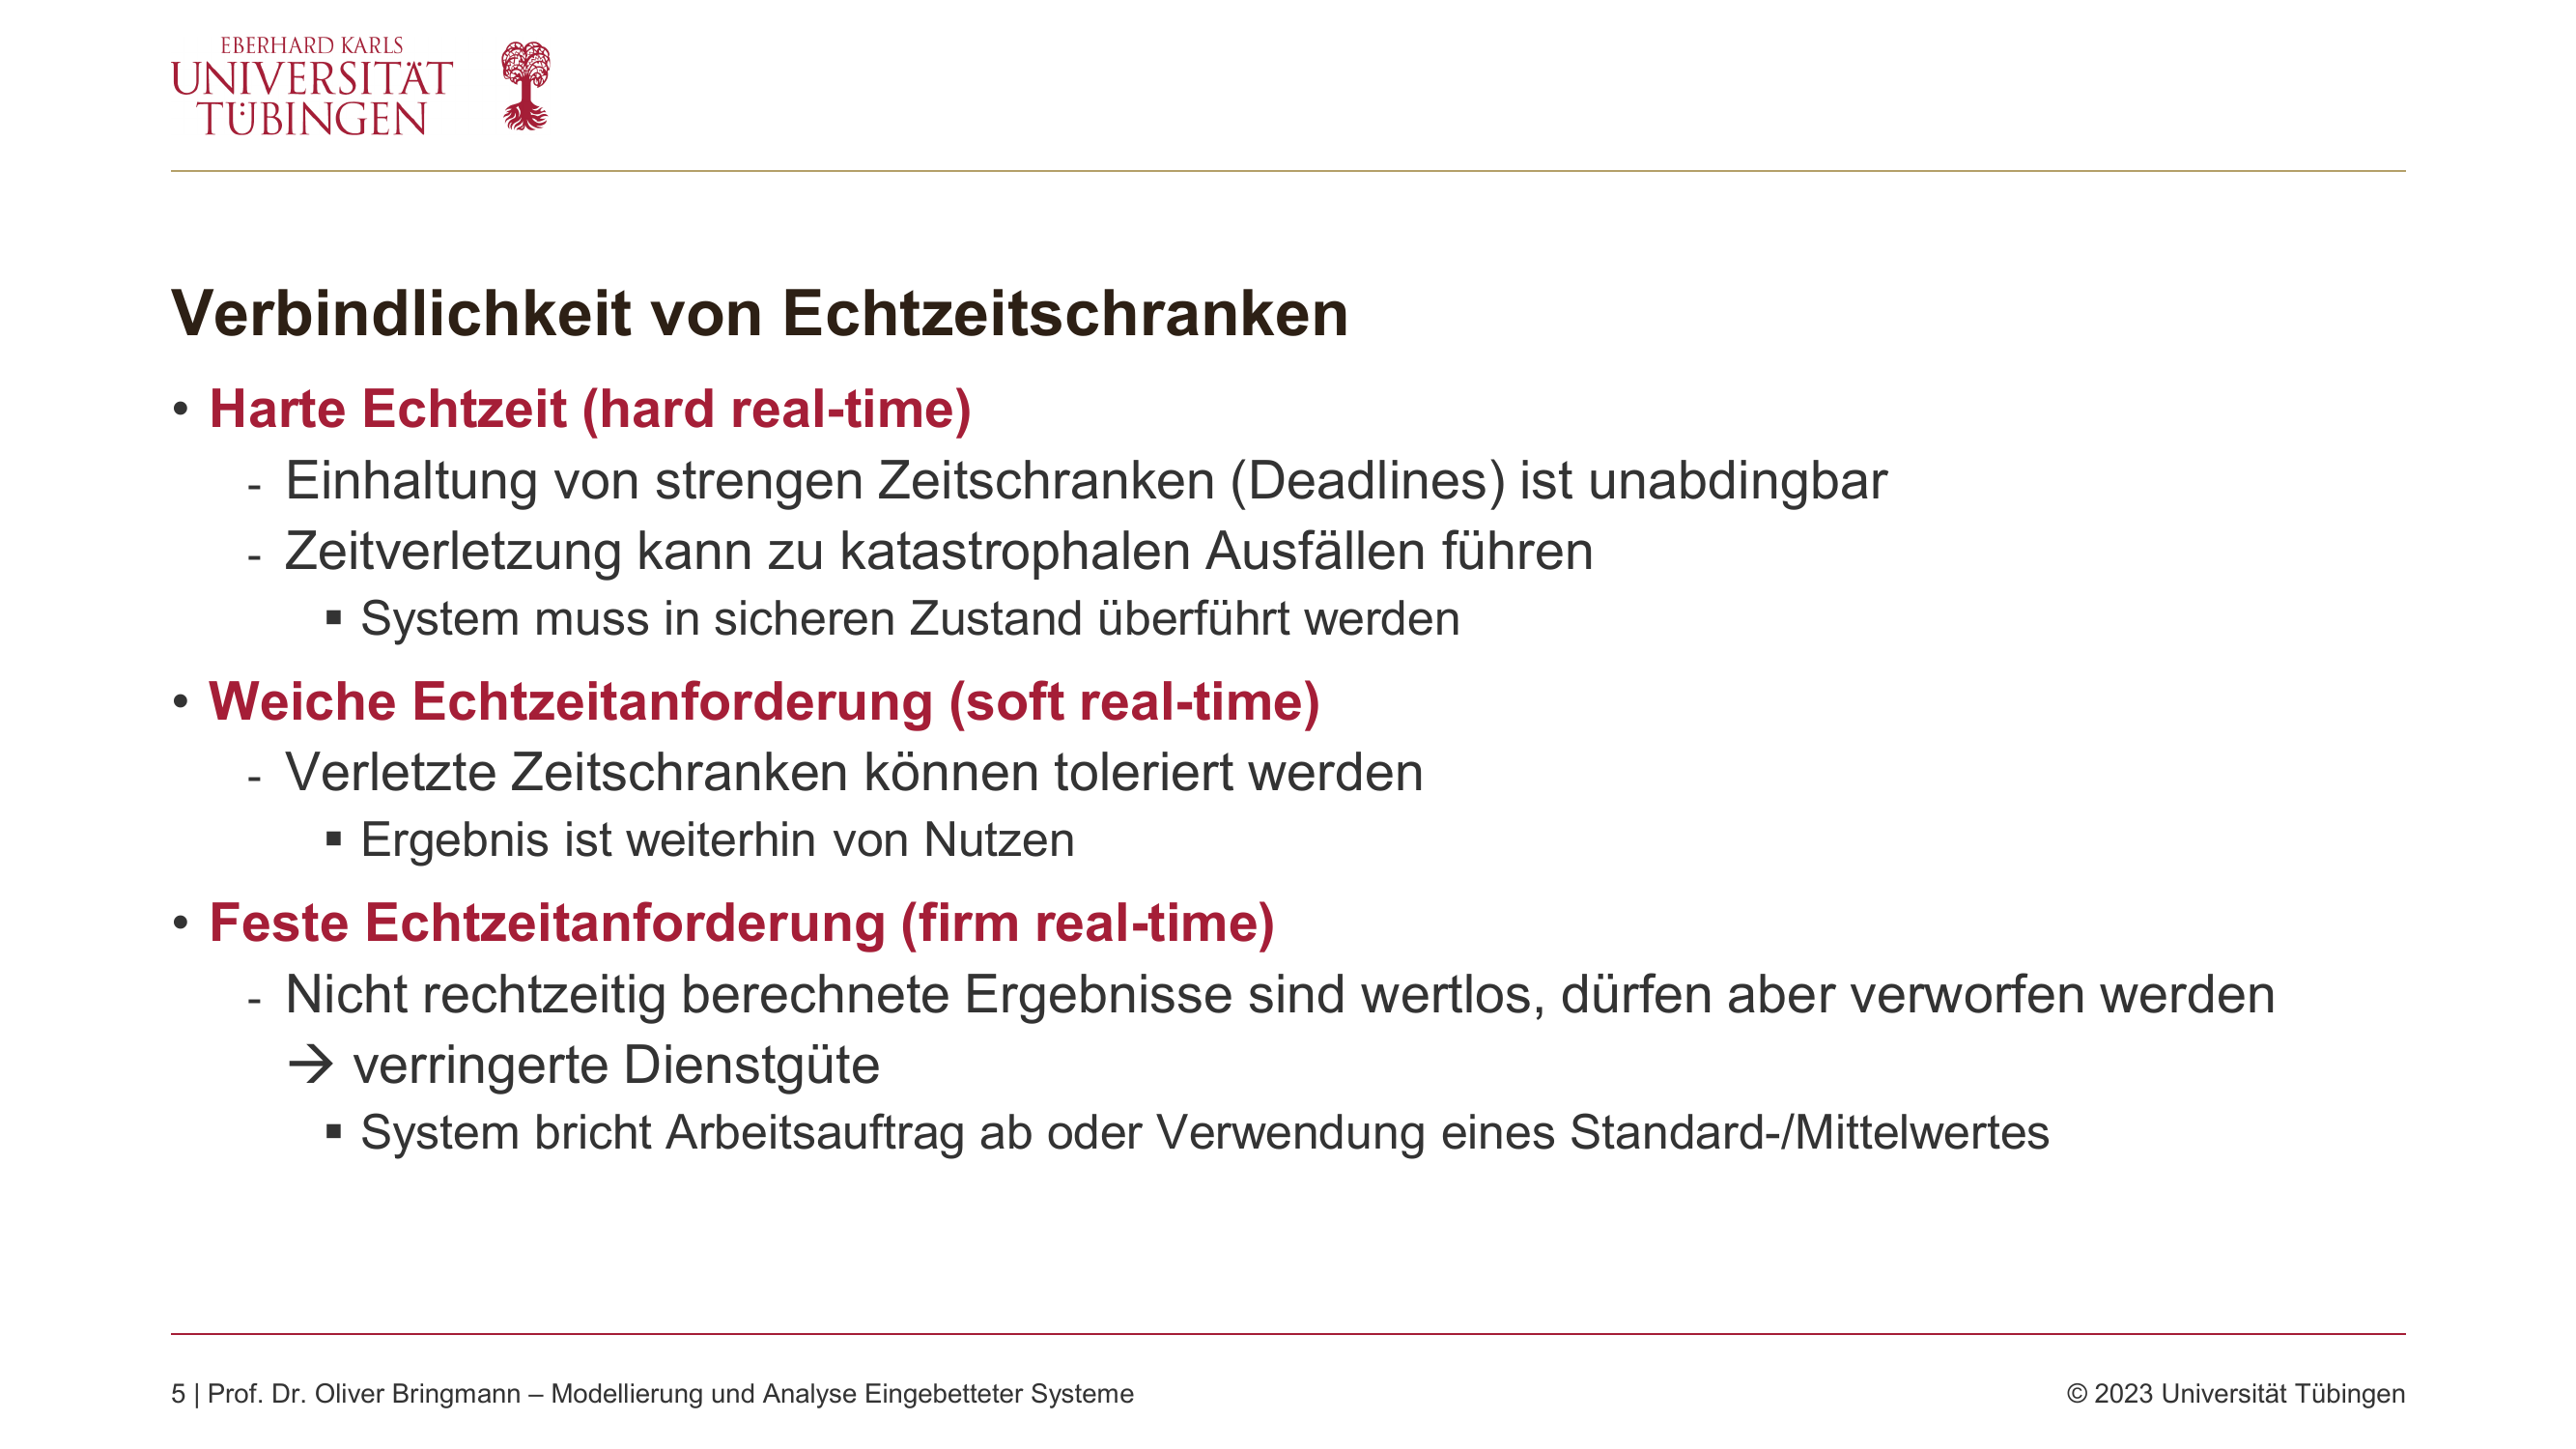 EBERHARD KARLS
UNIVERSITÄT
TÜBINGEN
Verbindlichkeit von Echtzeitschranken
• Harte Echtzeit (hard real-time)
- Einhaltung von strengen Zeitschranken (Deadlines) ist unabdingbar
- Zeitverletzung kann zu katastrophalen Ausfällen führen
▪ System muss in sicheren Zustand überführt werden
• Weiche Echtzeitanforderung (soft real-time)
- Verletzte Zeitschranken können toleriert werden
▪ Ergebnis ist weiterhin von Nutzen
• Feste Echtzeitanforderung (firm real-time)
- Nicht rechtzeitig berechnete Ergebnisse sind wertlos, dürfen aber verworfen werden
→ verringerte Dienstgüte
▪ System bricht Arbeitsauftrag ab oder Verwendung eines Standard-/Mittelwertes
5 | Prof. Dr. Oliver Bringmann – Modellierung und Analyse Eingebetteter Systeme
© 2023 Universität Tübingen